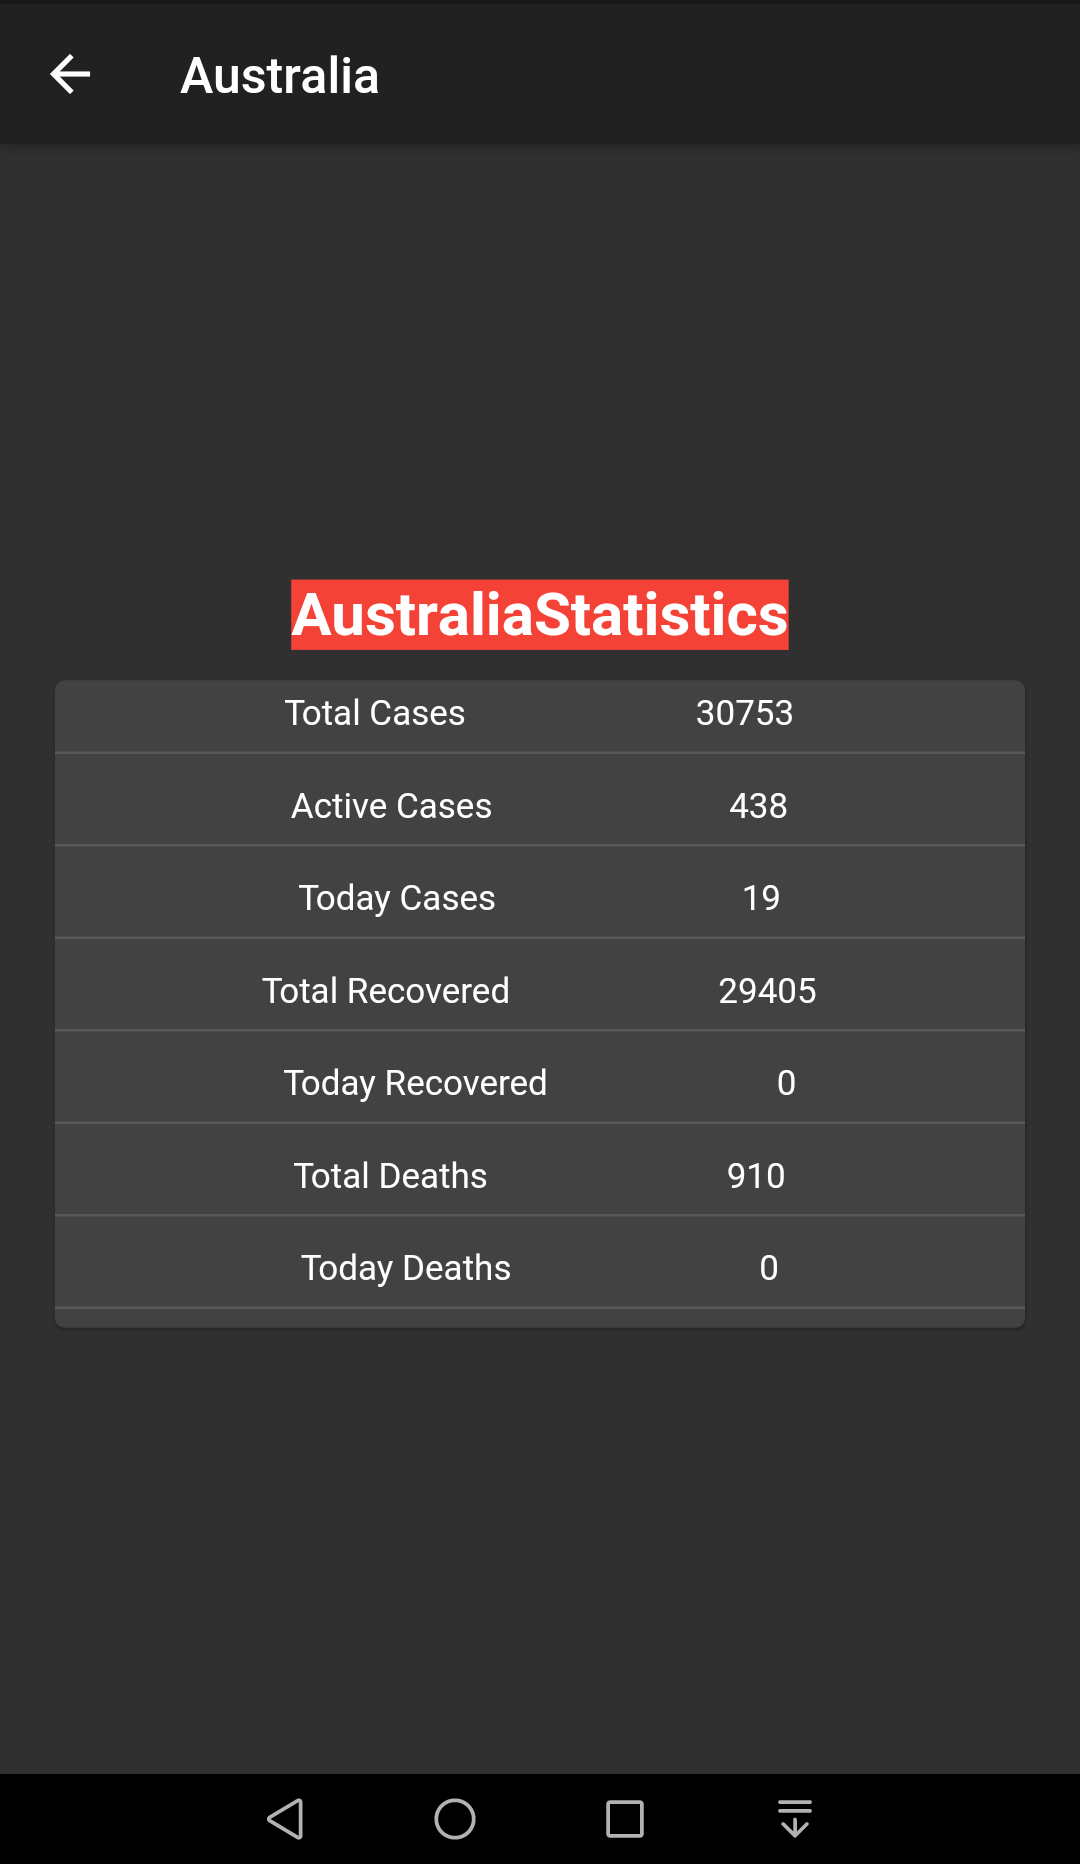 Australia
AustraliaStatistics
Total Cases 30753
Active Cases 438
Today Cases 19
Total Recovered 29405
Today Recovered 0
Total Deaths 910
Today Deaths 0